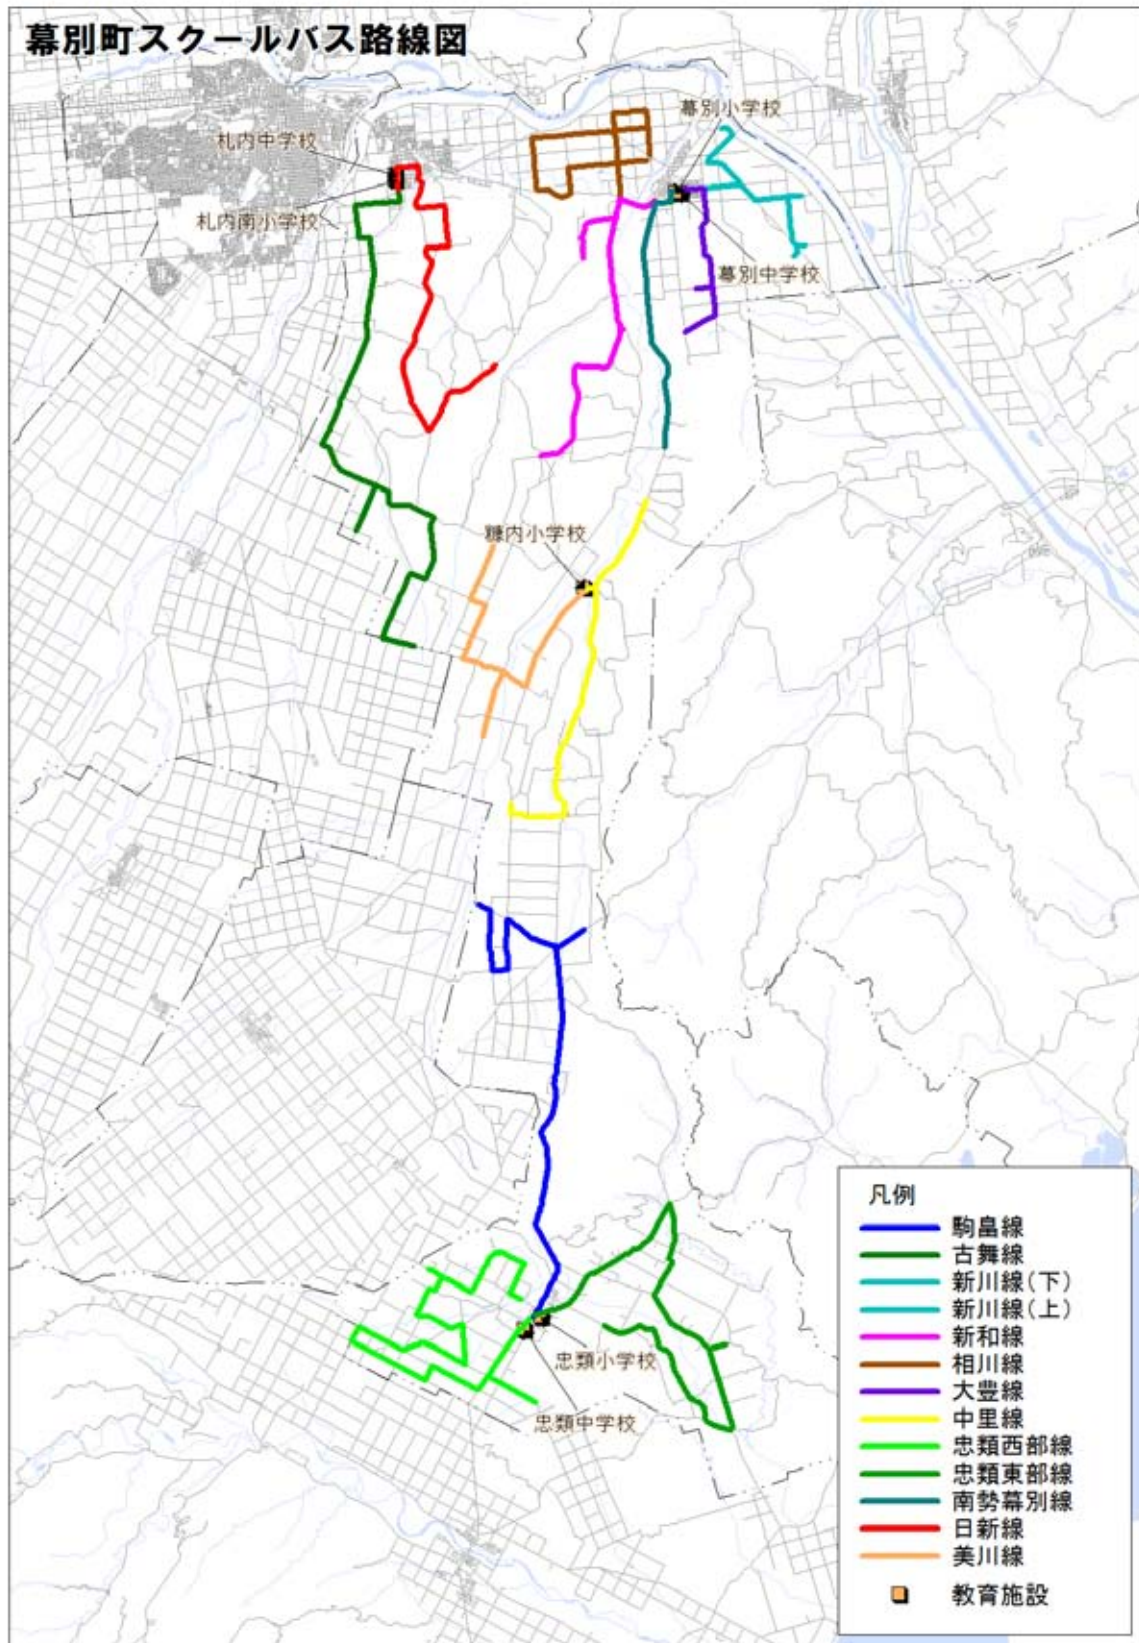 幕別町スクールバス路線図
幕別小学校
札内中学校
札内南小学校
幕別中学校
糠内小学校
忠類小学校
忠類中学校
凡例
駒畠線
古舞線
新川線(下)
新川線(上)
新和線
相川線
大豊線
中里線
忠類西部線
忠類東部線
南勢幕別線
日新線
美川線
教育施設